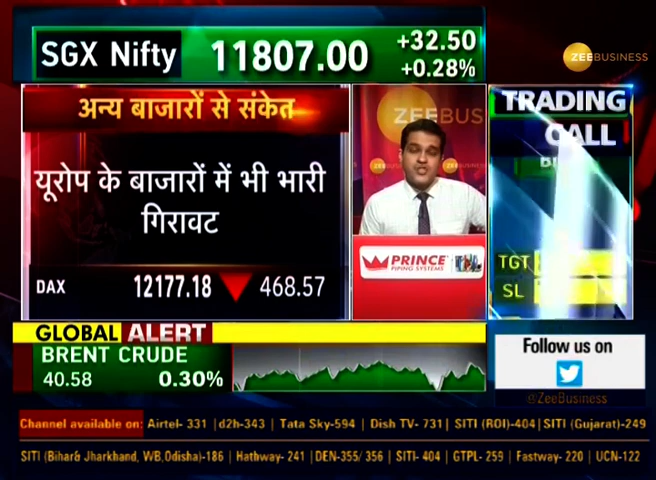 SGX Nifty 11807.00 +32.50 +0.28%
ZEEBUSINESS
अन्य बाजारों से संकेत
यूरोप के बाजारों में भी भारी
गिरावट
DAX 12177.18 468.57
ZEEBUS
PRINCE
PIPING SYSTEMS
TRADING
CALL
TGT
SL
GLOBAL ALERT
BRENT CRUDE
40.58 0.30%
Follow us on
@ZeeBusiness
Channel available on: Airtel- 331 | d2h-343 | Tata Sky-594 | Dish TV- 731 | SITI (ROI)-404 | SITI (Gujarat)-249
SITI (Bihar& Jharkhand, WB,Odisha)-186 | Hathway- 241 |DEN-355/ 356 | SITI- 404 | GTPL- 259 | Fastway- 220 | UCN-122